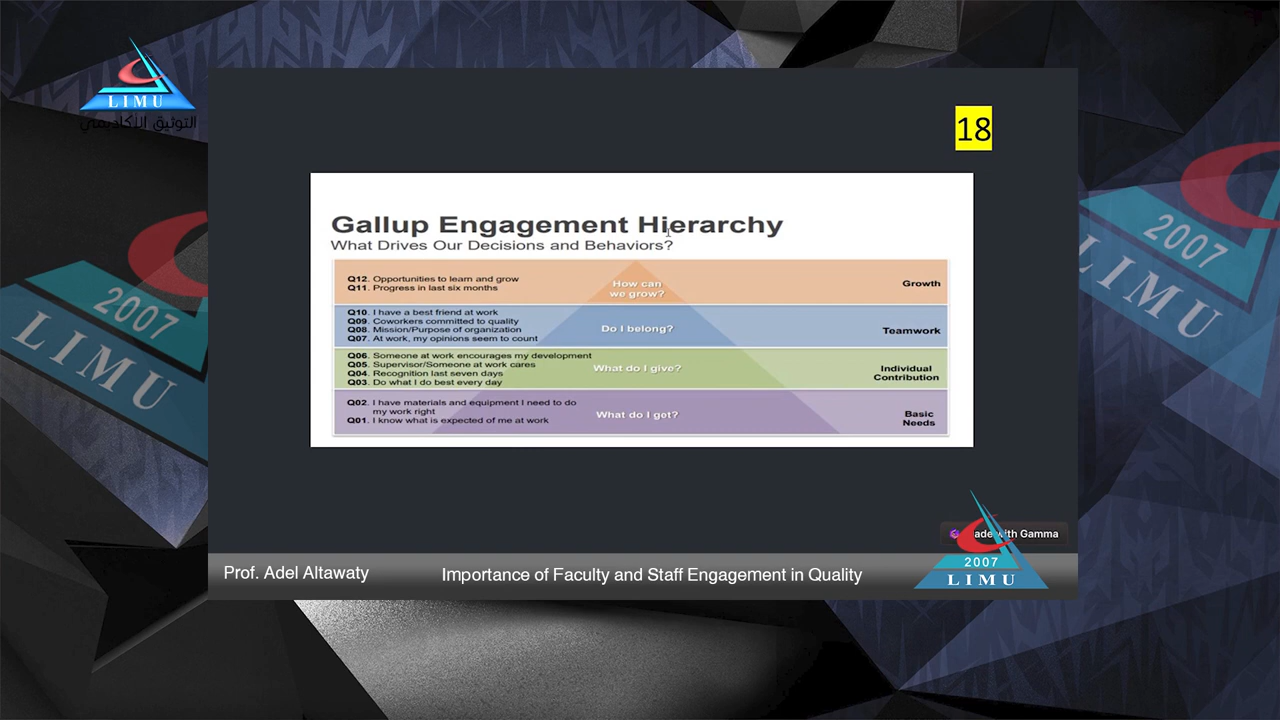 LIMU
التوثيق الأكاديمي
18
Gallup Engagement Hierarchy
What Drives Our Decisions and Behaviors?
Q12. Opportunities to learn and grow
Q11. Progress in last six months
How can
we grow?
Growth
Q10. I have a best friend at work
Q09. Coworkers committed to quality
Q08. Mission/Purpose of organization
Q07. At work, my opinions seem to count
Do I belong?
Teamwork
Q06. Someone at work encourages my development
Q05. Supervisor/Someone at work cares
Q04. Recognition last seven days
Q03. Do what I do best every day
What do I give?
Individual
Contribution
Q02. I have materials and equipment I need to do
my work right
Q01. I know what is expected of me at work
What do I get?
Basic
Needs
with Gamma
Prof. Adel Altawaty
Importance of Faculty and Staff Engagement in Quality
2007
LIMU
2007
LIMU
2007
LIMU